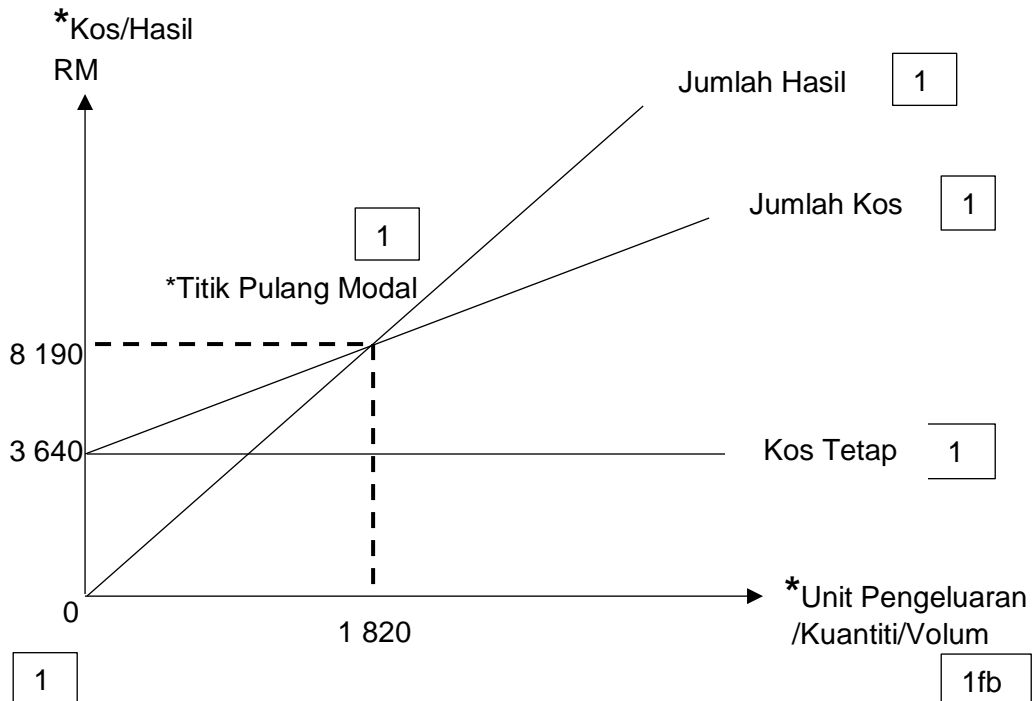 *Kos/Hasil
RM
Jumlah Hasil 1
Jumlah Kos 1
1
*Titik Pulang Modal
8 190
3 640
Kos Tetap 1
0
1 820
*Unit Pengeluaran
/Kuantiti/Volum
1
1fb